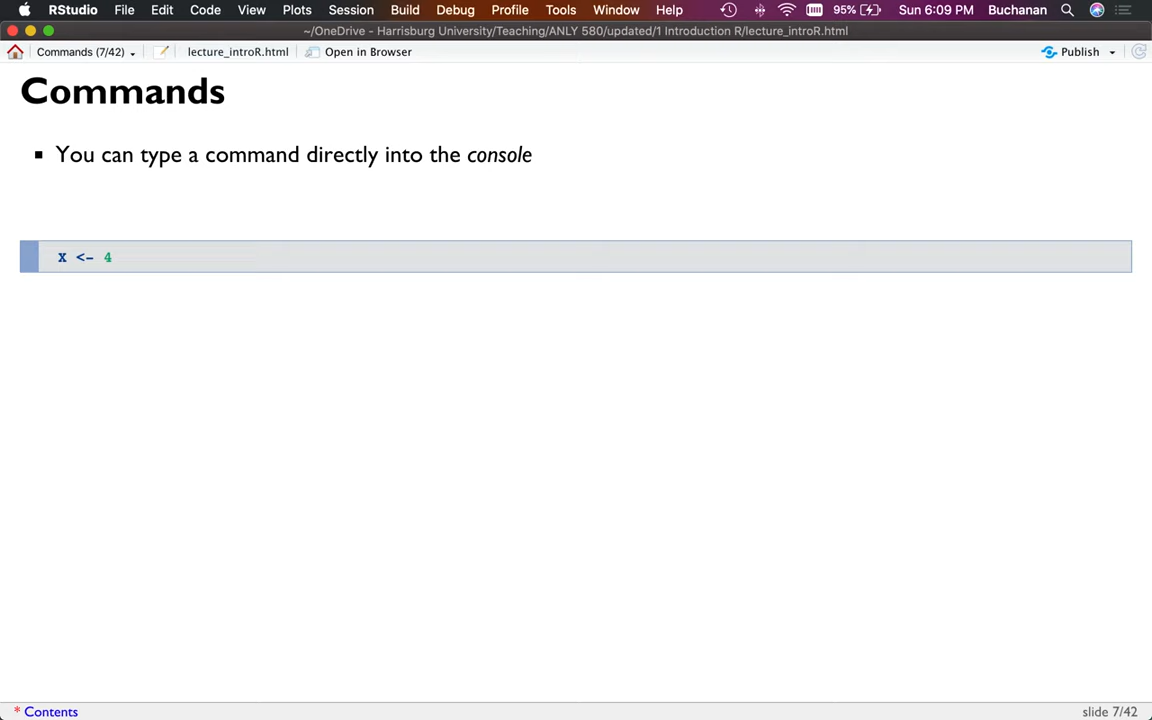 RStudio File Edit Code View Plots Session Build Debug Profile Tools Window Help 95% Sun 6:09 PM Buchanan
~/OneDrive - Harrisburg University/Teaching/ANLY 580/updated/1 Introduction R/lecture_introR.html
Commands (7/42) lecture_introR.html Open in Browser Publish
Commands
You can type a command directly into the console
X <- 4
* Contents slide 7/42